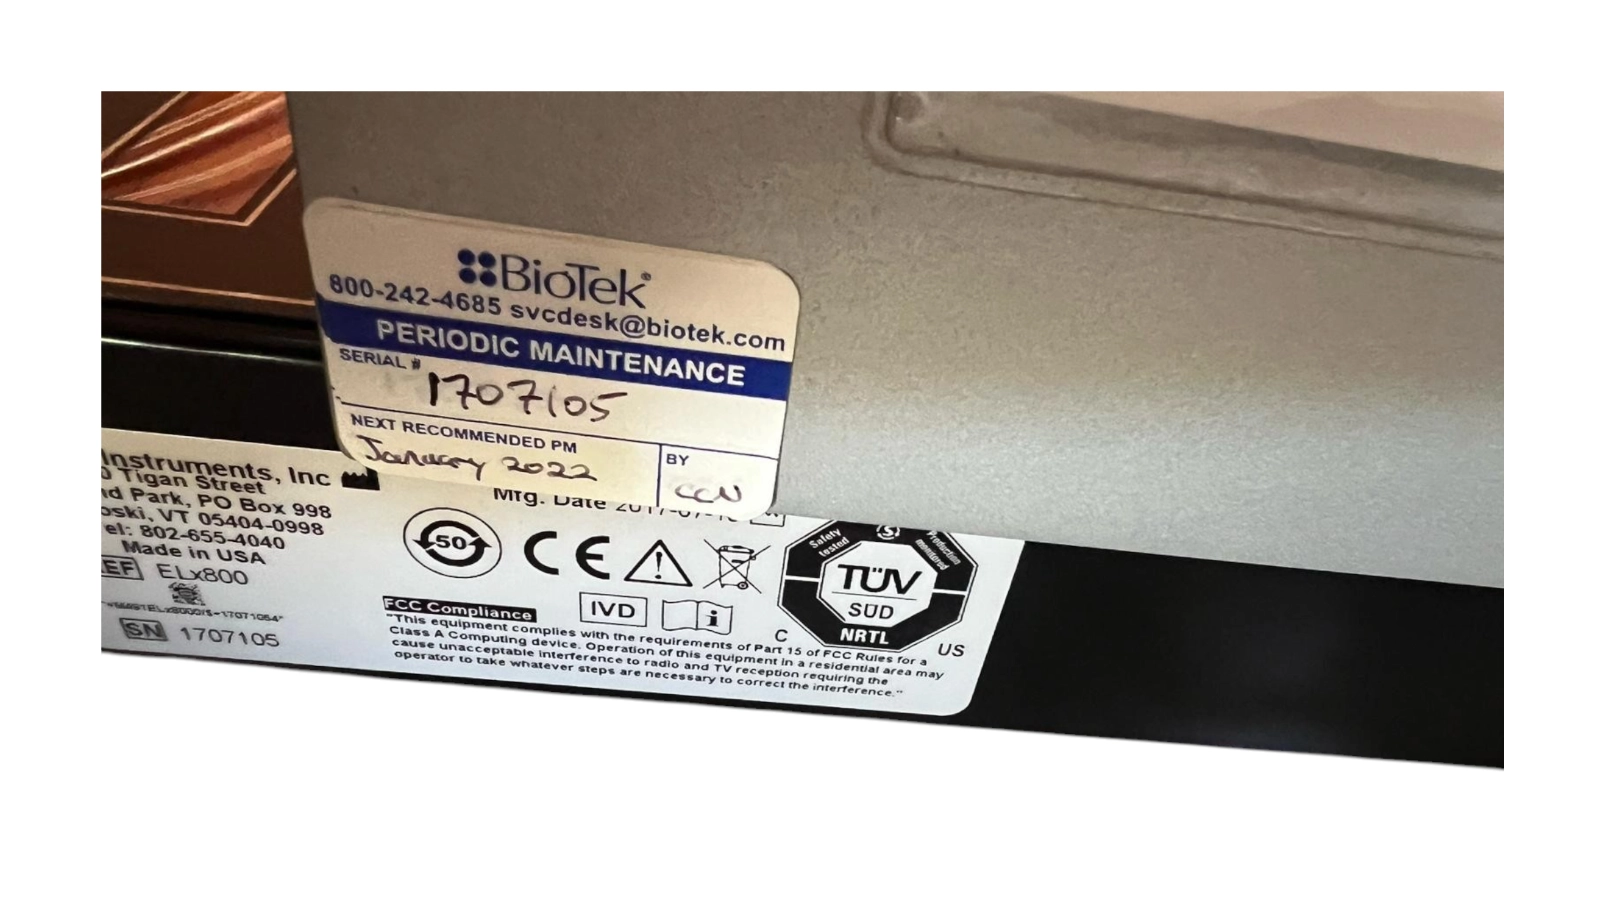 BioTek®
800-242-4685 svcdesk@biotek.com
PERIODIC MAINTENANCE
SERIAL #
1707105
NEXT RECOMMENDED PM
January 2022
BY
CCN
Instruments, Inc
Tigan Street
Park, PO Box 998
VT 05404-0998
802-655-4040
Made in USA
ELx800
SN 1707105
Mfg. Date
50
CE
IVD
i
Safety tested
Production monitored
TÜV
SÜD
NRTL
C US
FCC Compliance
"This equipment complies with the requirements of Part 15 of FCC Rules for a
Class A Computing device. Operation of this equipment in a residential area may
cause unacceptable interference to radio and TV reception requiring the
operator to take whatever steps are necessary to correct the interference."